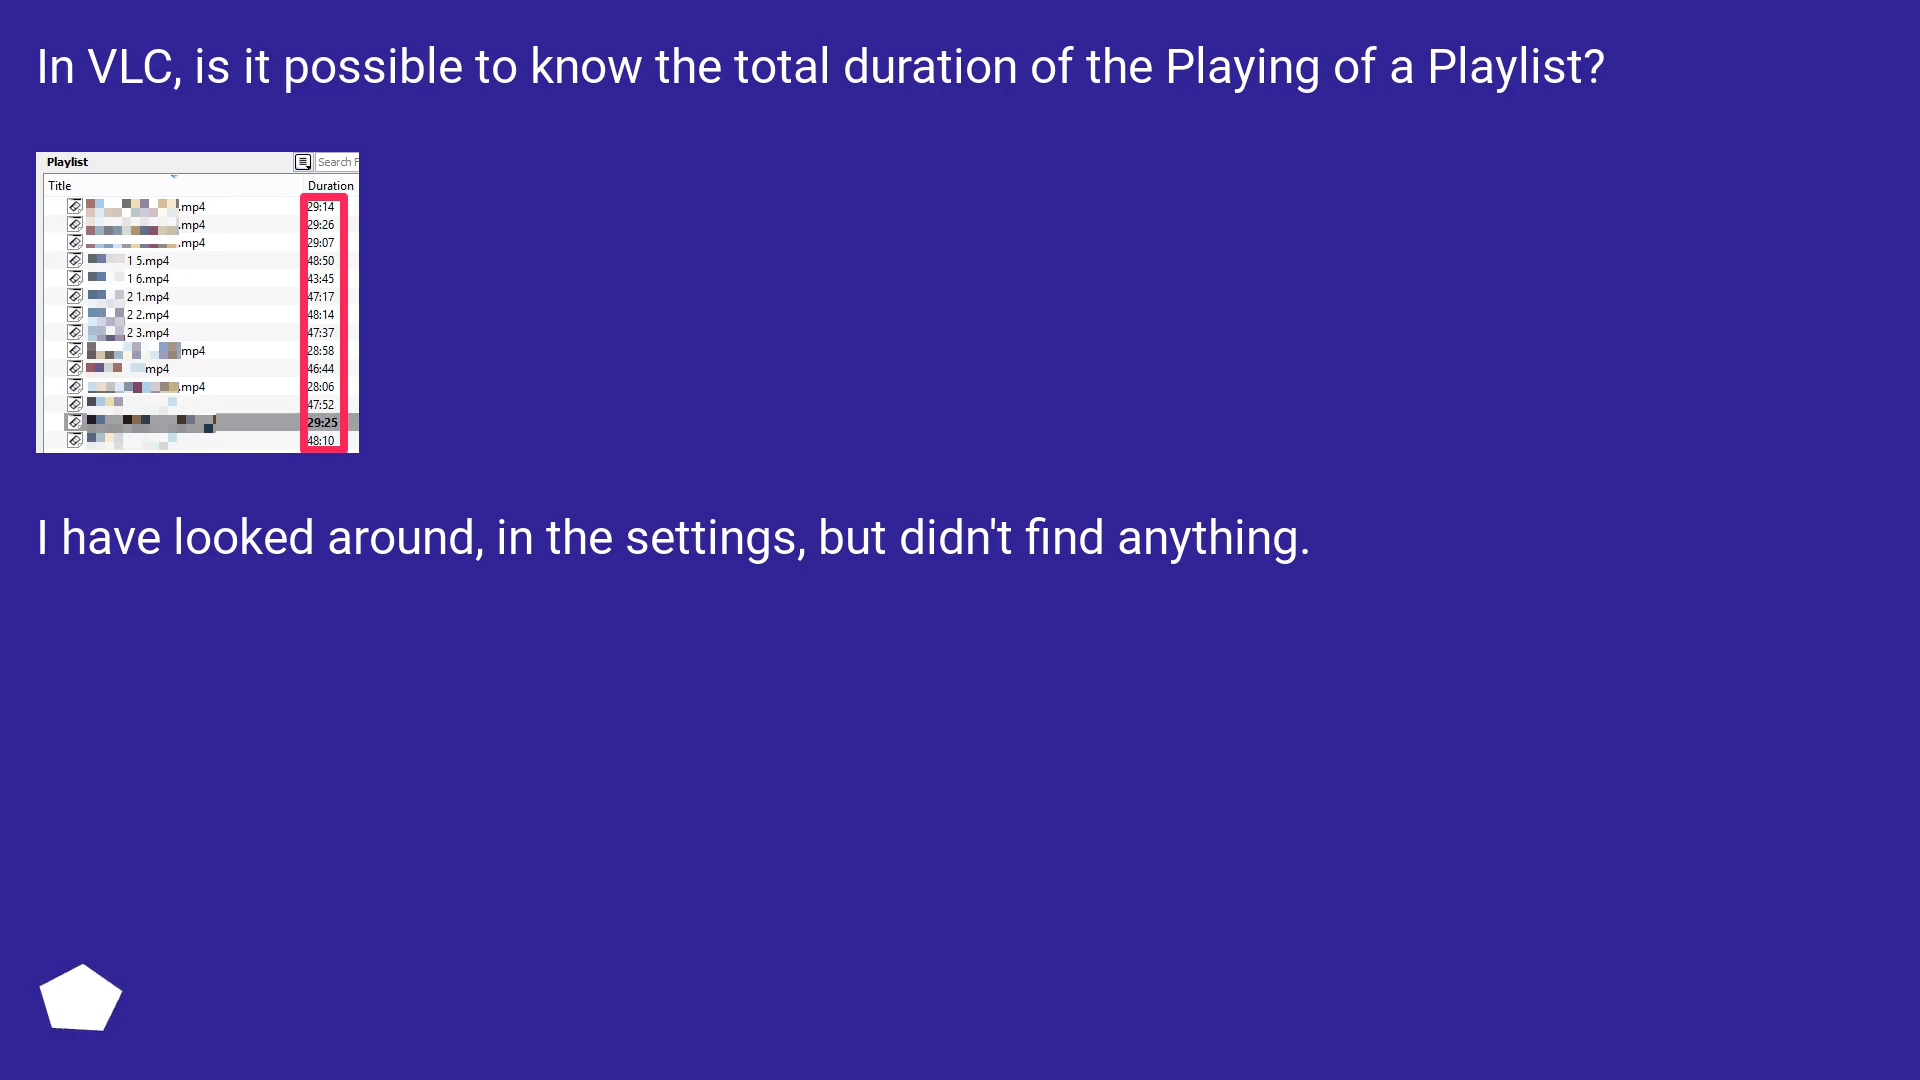 In VLC, is it possible to know the total duration of the Playing of a Playlist?
Playlist Search F
Title Duration
.mp4 29:14
.mp4 29:26
.mp4 29:07
1 5.mp4 48:50
1 6.mp4 43:45
2 1.mp4 47:17
2 2.mp4 48:14
2 3.mp4 47:37
mp4 28:58
mp4 46:44
.mp4 28:06
47:52
29:25
48:10
I have looked around, in the settings, but didn't find anything.